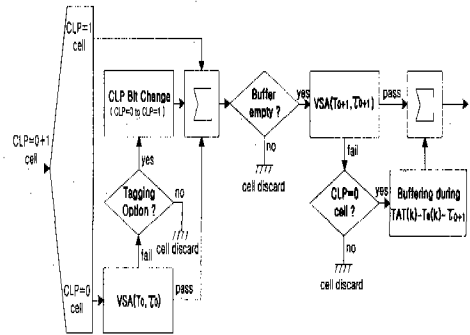 CLP=1
cell
CLP=0+1
cell
CLP=0
cell
CLP Bit Change
( CLP=0 to CLP=1 )
yes
Tagging
Option ?
no
cell discard
fail
VSA(T0, τ0)
pass
Σ
Buffer
empty ?
yes
no
cell discard
VSA(T0+1, τ0+1)
pass
fail
CLP=0
cell ?
yes
no
cell discard
Σ
Buffering during
TAT(k)-Ta(k)- τ0+1